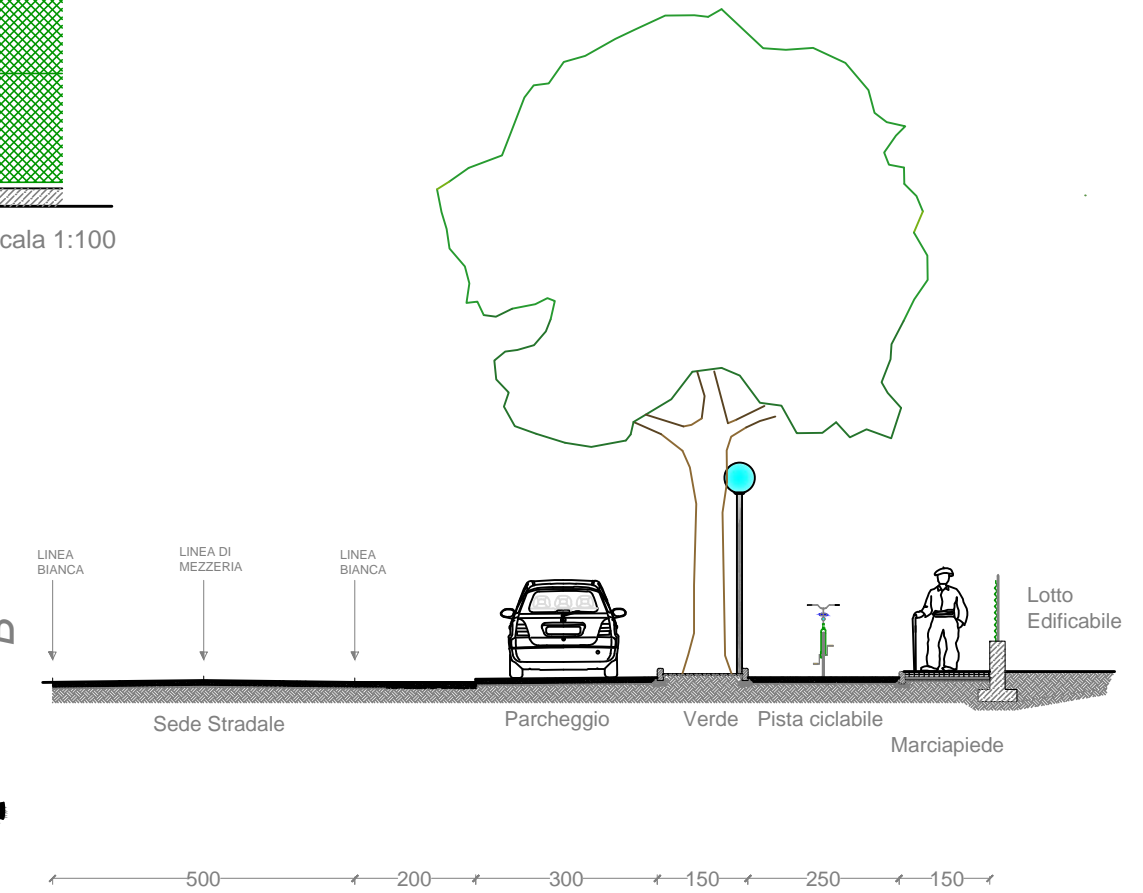 cala 1:100
LINEA
BIANCA
LINEA DI
MEZZERIA
LINEA
BIANCA
Lotto
Edificabile
Sede Stradale
Parcheggio
Verde
Pista ciclabile
Marciapiede
500
200
300
150
250
150